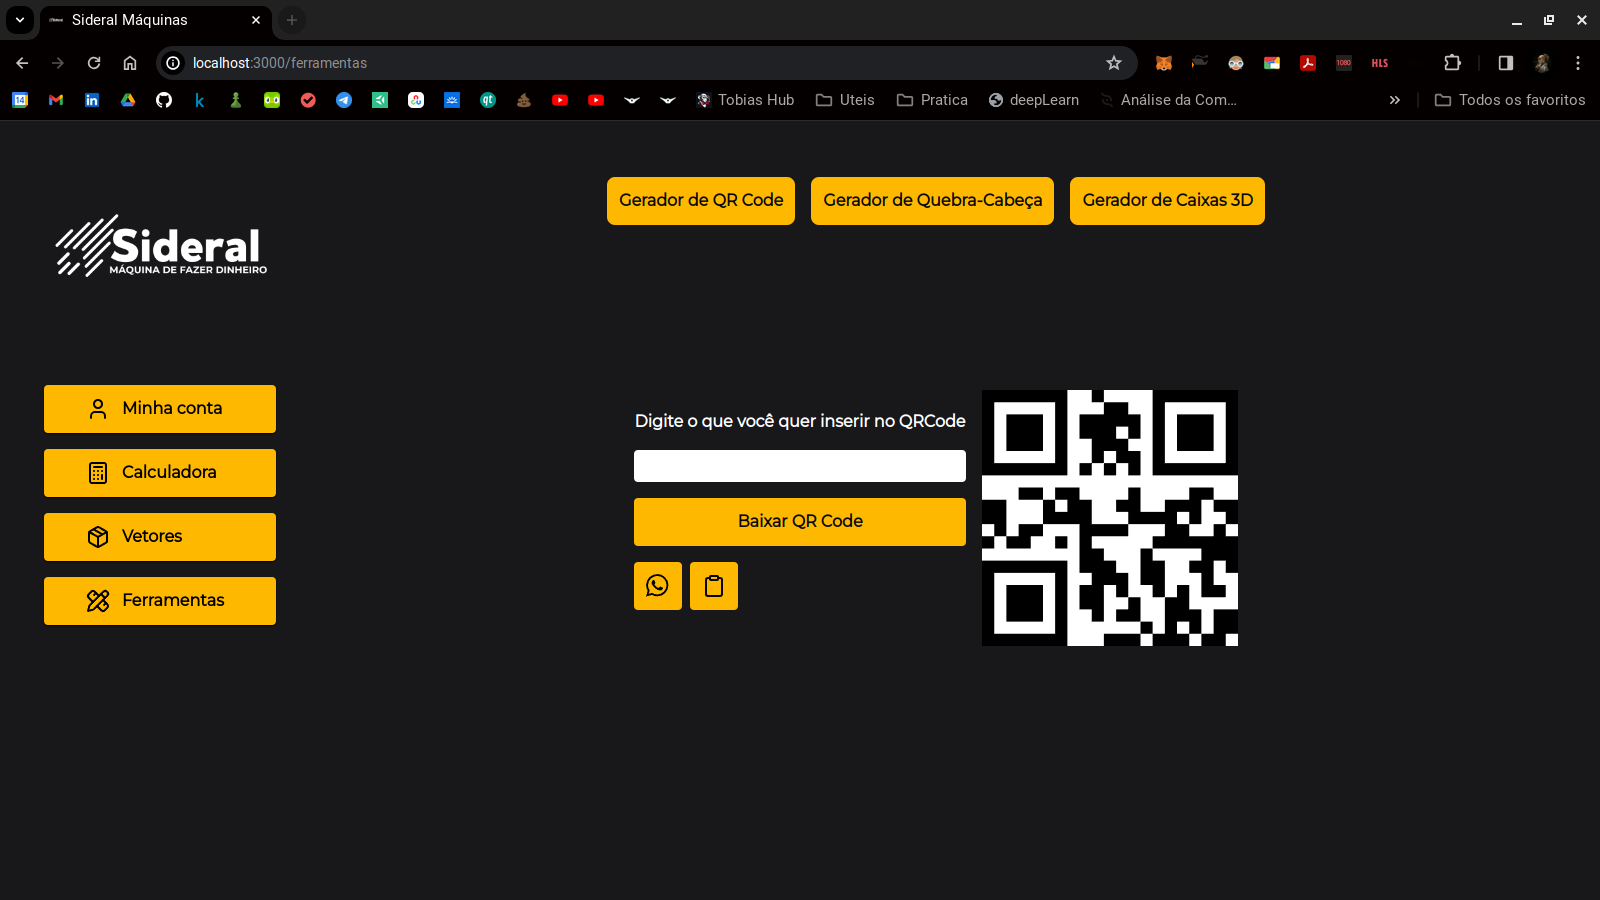 Sideral Máquinas
localhost:3000/ferramentas
1080
HLS
14
Tobias Hub
Uteis
Pratica
deepLearn
Análise da Com...
Todos os favoritos
Gerador de QR Code
Gerador de Quebra-Cabeça
Gerador de Caixas 3D
Sideral
MÁQUINA DE FAZER DINHEIRO
Minha conta
Calculadora
Vetores
Ferramentas
Digite o que você quer inserir no QRCode
Baixar QR Code